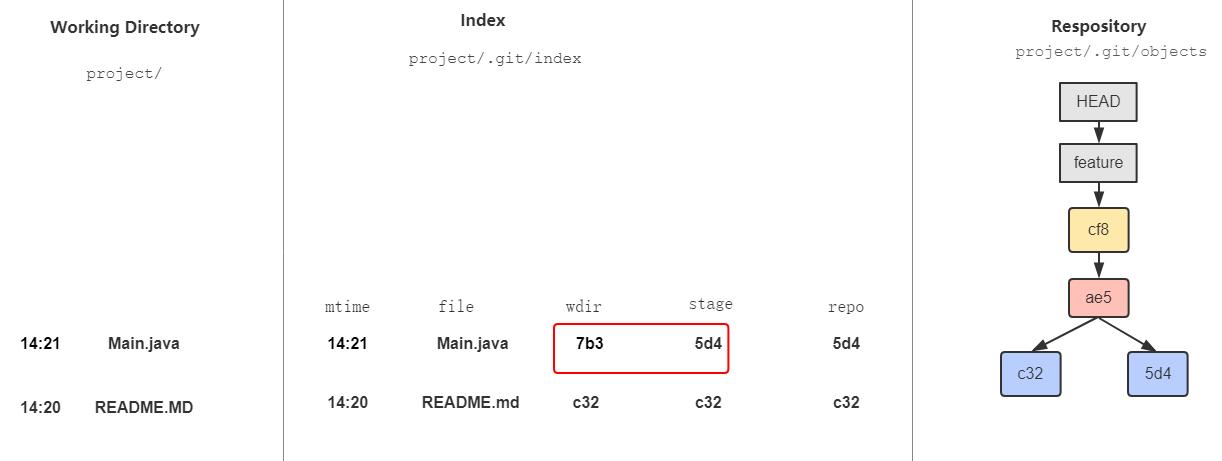 Working Directory
project/
14:21 Main.java
14:20 README.MD
Index
project/.git/index
mtime file wdir stage repo
14:21 Main.java 7b3 5d4 5d4
14:20 README.md c32 c32 c32
Respository
project/.git/objects
HEAD
feature
cf8
ae5
c32 5d4